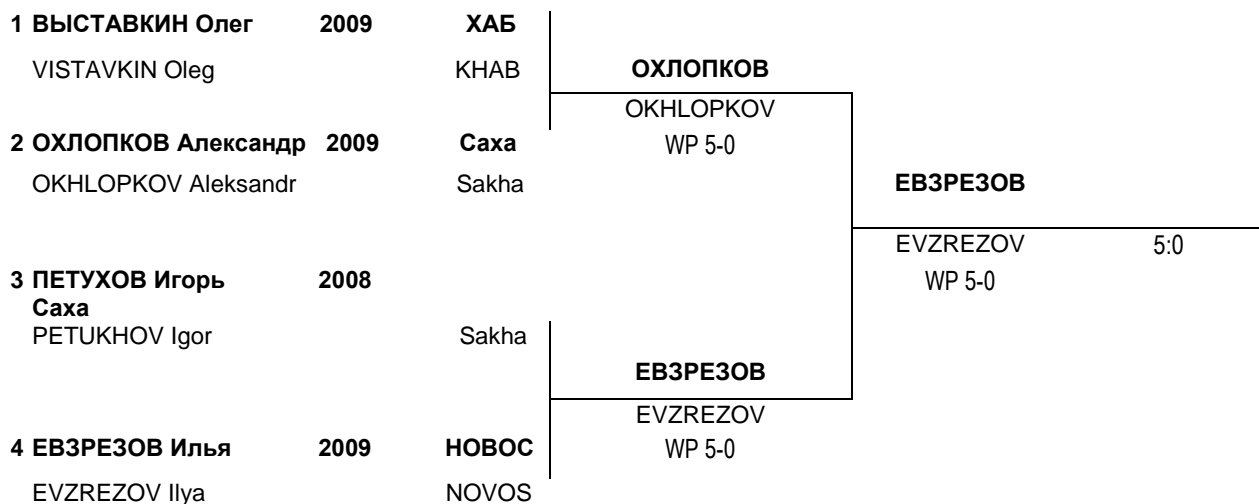 1 ВЫСТАВКИН Олег 2009 ХАБ
VISTAVKIN Oleg KHAB
ОХЛОПКОВ
OKHLOPKOV
WP 5-0
2 ОХЛОПКОВ Александр 2009 Саха
OKHLOPKOV Aleksandr Sakha
ЕВЗРЕЗОВ
EVZREZOV 5:0
WP 5-0
3 ПЕТУХОВ Игорь 2008
Саха
PETUKHOV Igor Sakha
ЕВЗРЕЗОВ
EVZREZOV
WP 5-0
4 ЕВЗРЕЗОВ Илья 2009 НОВОС
EVZREZOV Ilya NOVOS